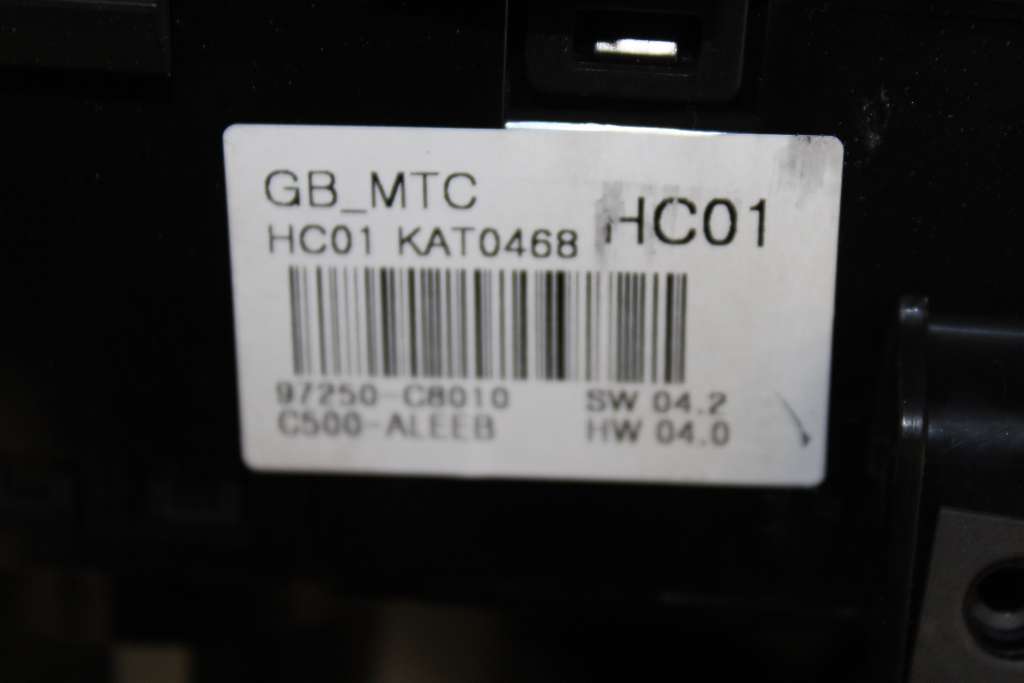 GB_MTC
HC01 KAT0468
HC01
97250-C8010
SW 04.2
C500-ALEEB
HW 04.0